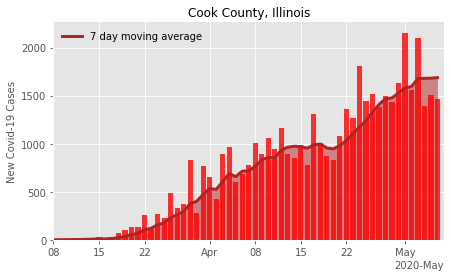 Cook County, Illinois
7 day moving average
New Covid-19 Cases
2000
1500
1000
500
0
08 15 22 Apr 08 15 22 May
2020-May